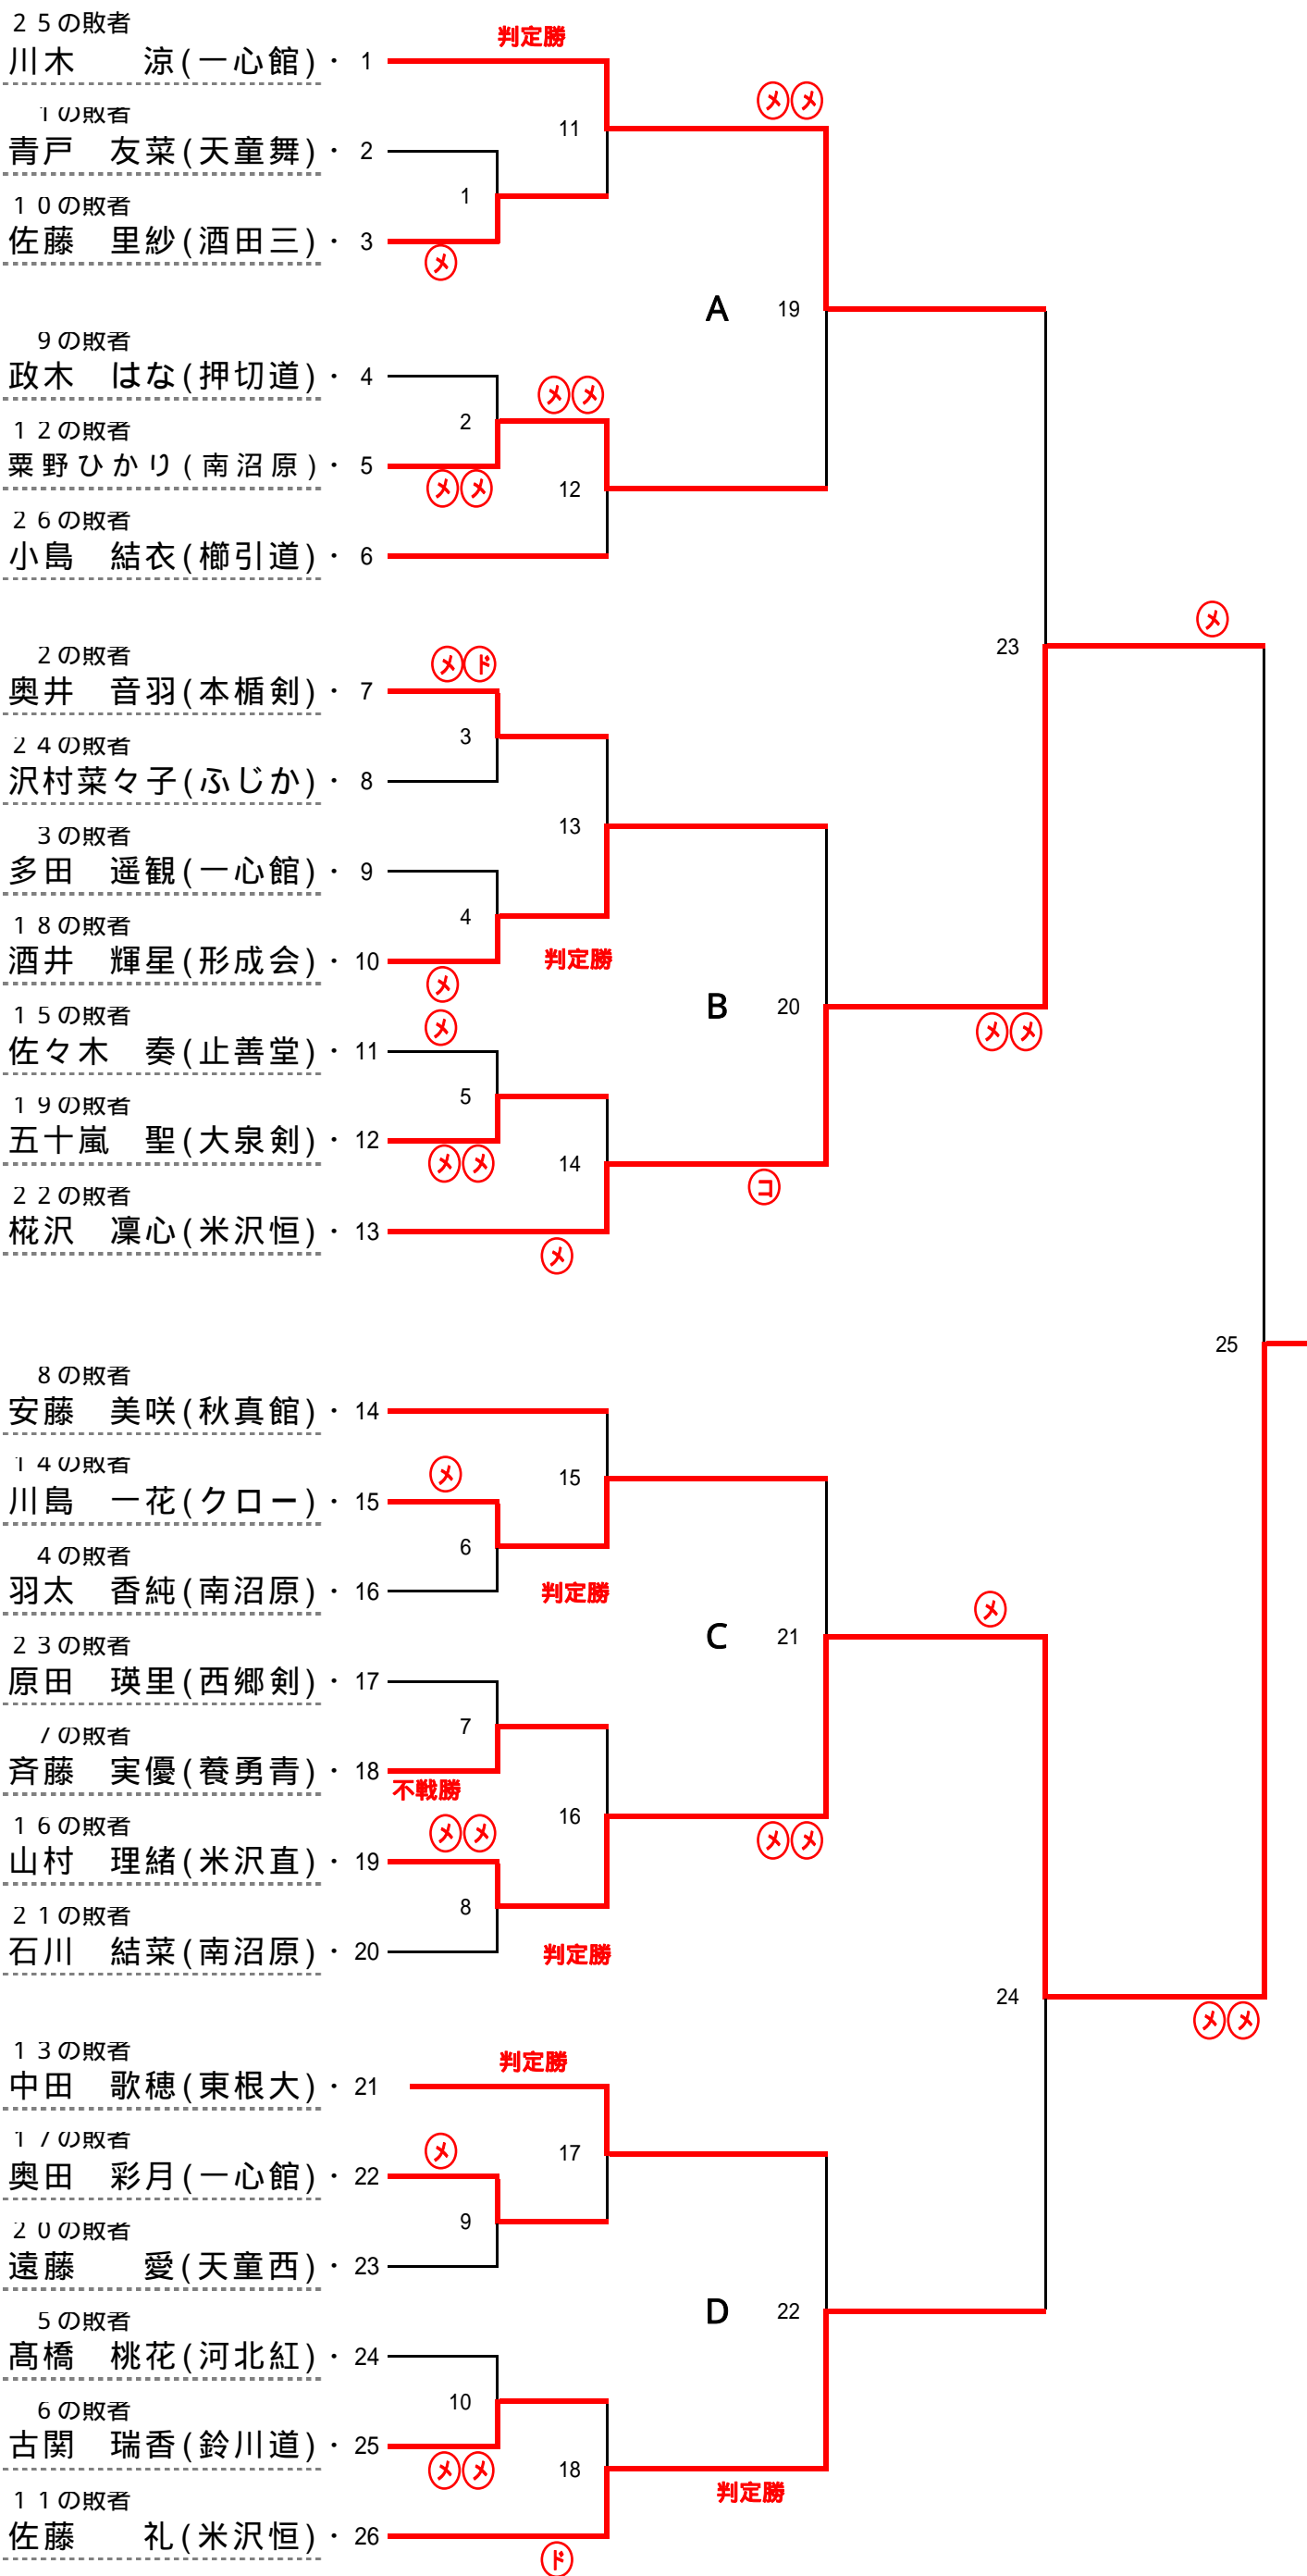 ２５の敗者
判定勝
川木　　涼(一心館)・ 1
メメ
１の敗者
11
青戸　友菜(天童舞)・ 2
1
１０の敗者
佐藤　里紗(酒田三)・ 3
メ
A 19
９の敗者
政木　はな(押切道)・ 4
メメ
2
１２の敗者
粟野ひかり(南沼原)・ 5
メメ
12
２６の敗者
小島　結衣(櫛引道)・ 6
メ
23
２の敗者
メド
奥井　音羽(本楯剣)・ 7
3
２４の敗者
沢村菜々子(ふじか)・ 8
13
３の敗者
多田　遥観(一心館)・ 9
4
１８の敗者
酒井　輝星(形成会)・ 10
判定勝
メ
B 20
１５の敗者
メ
メメ
佐々木　奏(止善堂)・ 11
5
１９の敗者
五十嵐　聖(大泉剣)・ 12
メメ
14
コ
２２の敗者
椛沢　凜心(米沢恒)・ 13
メ
25
８の敗者
安藤　美咲(秋真館)・ 14
１４の敗者
メ
15
川島　一花(クロー)・ 15
6
４の敗者
羽太　香純(南沼原)・ 16
判定勝
メ
C 21
２３の敗者
原田　瑛里(西郷剣)・ 17
7
７の敗者
斉藤　実優(養勇青)・ 18
不戦勝
16
１６の敗者
メメ
メメ
山村　理緒(米沢直)・ 19
8
２１の敗者
石川　結菜(南沼原)・ 20
判定勝
24
メメ
１３の敗者
判定勝
中田　歌穂(東根大)・ 21
１７の敗者
メ
17
奥田　彩月(一心館)・ 22
9
２０の敗者
遠藤　　愛(天童西)・ 23
D 22
５の敗者
髙橋　桃花(河北紅)・ 24
10
６の敗者
古関　瑞香(鈴川道)・ 25
メメ
18
判定勝
１１の敗者
佐藤　　礼(米沢恒)・ 26
ド